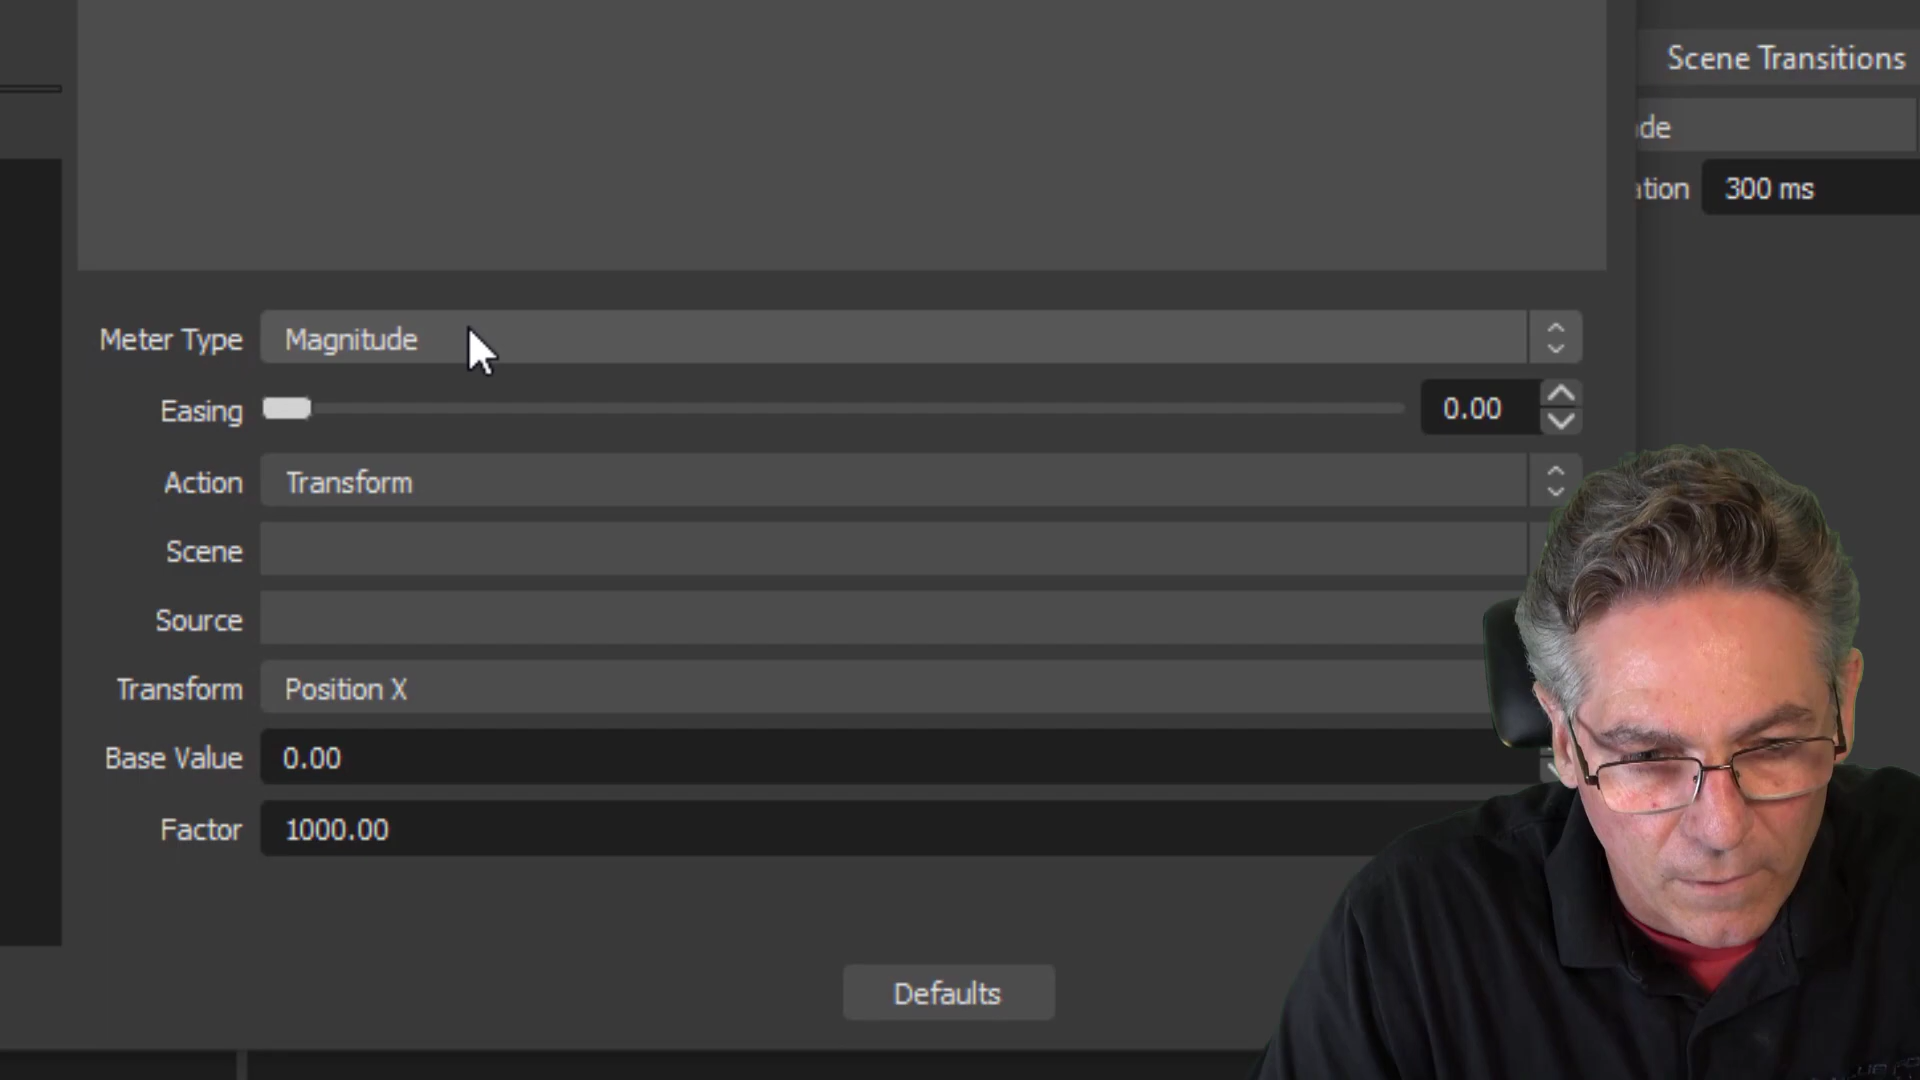 Scene Transitions
de
ation 300 ms
Meter Type Magnitude
Easing 0.00
Action Transform
Scene
Source
Transform Position X
Base Value 0.00
Factor 1000.00
Defaults